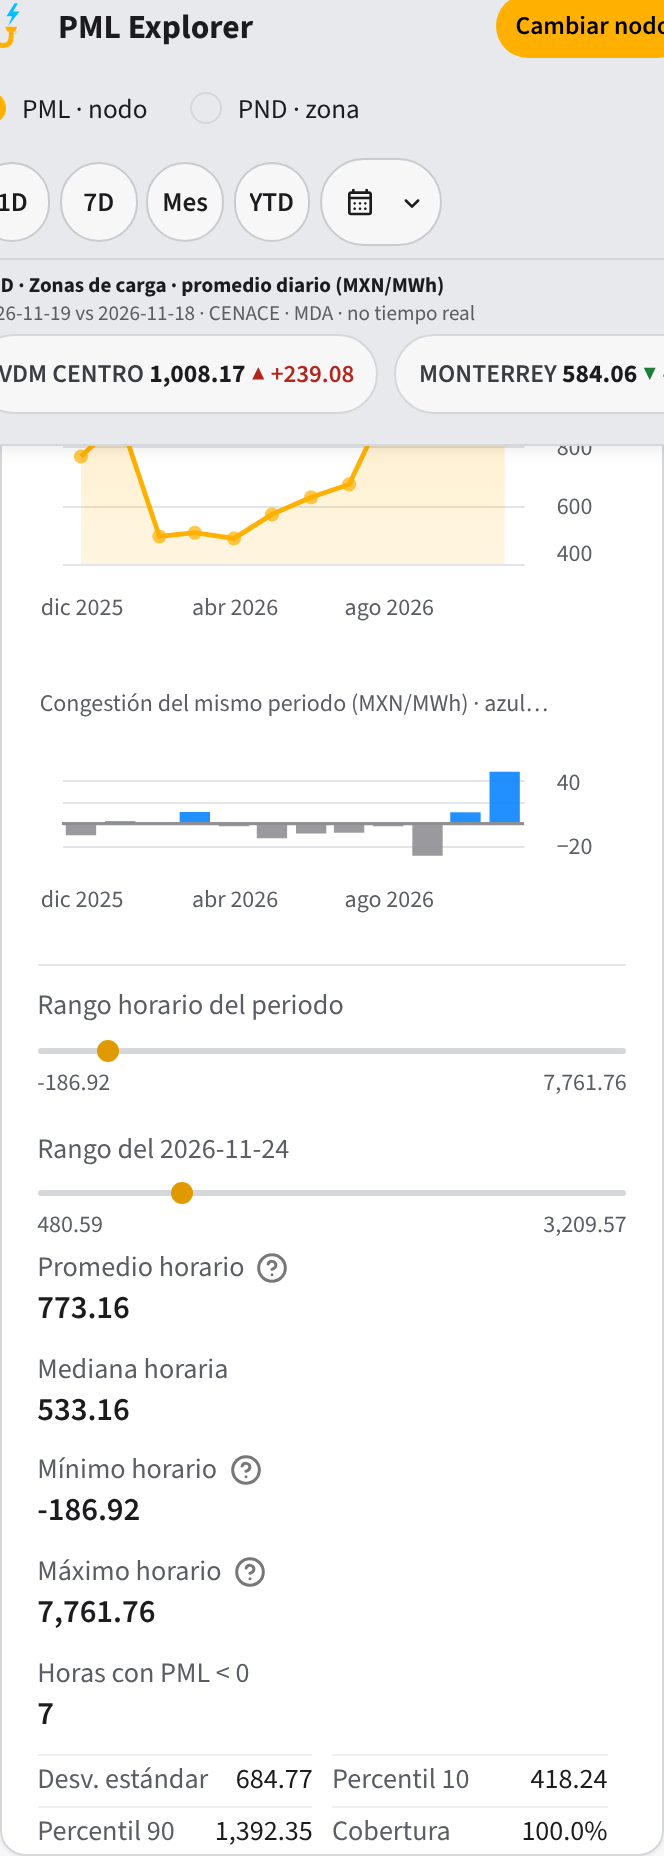 PML Explorer
Cambiar nodo
PML · nodo
PND · zona
1D
7D
Mes
YTD
D · Zonas de carga · promedio diario (MXN/MWh)
26-11-19 vs 2026-11-18 · CENACE · MDA · no tiempo real
VDM CENTRO 1,008.17 ▲ +239.08
MONTERREY 584.06 ▼
800
600
400
dic 2025
abr 2026
ago 2026
Congestión del mismo periodo (MXN/MWh) · azul…
40
−20
dic 2025
abr 2026
ago 2026
Rango horario del periodo
-186.92
7,761.76
Rango del 2026-11-24
480.59
3,209.57
Promedio horario ?
773.16
Mediana horaria
533.16
Mínimo horario ?
-186.92
Máximo horario ?
7,761.76
Horas con PML < 0
7
Desv. estándar 684.77
Percentil 10 418.24
Percentil 90 1,392.35
Cobertura 100.0%